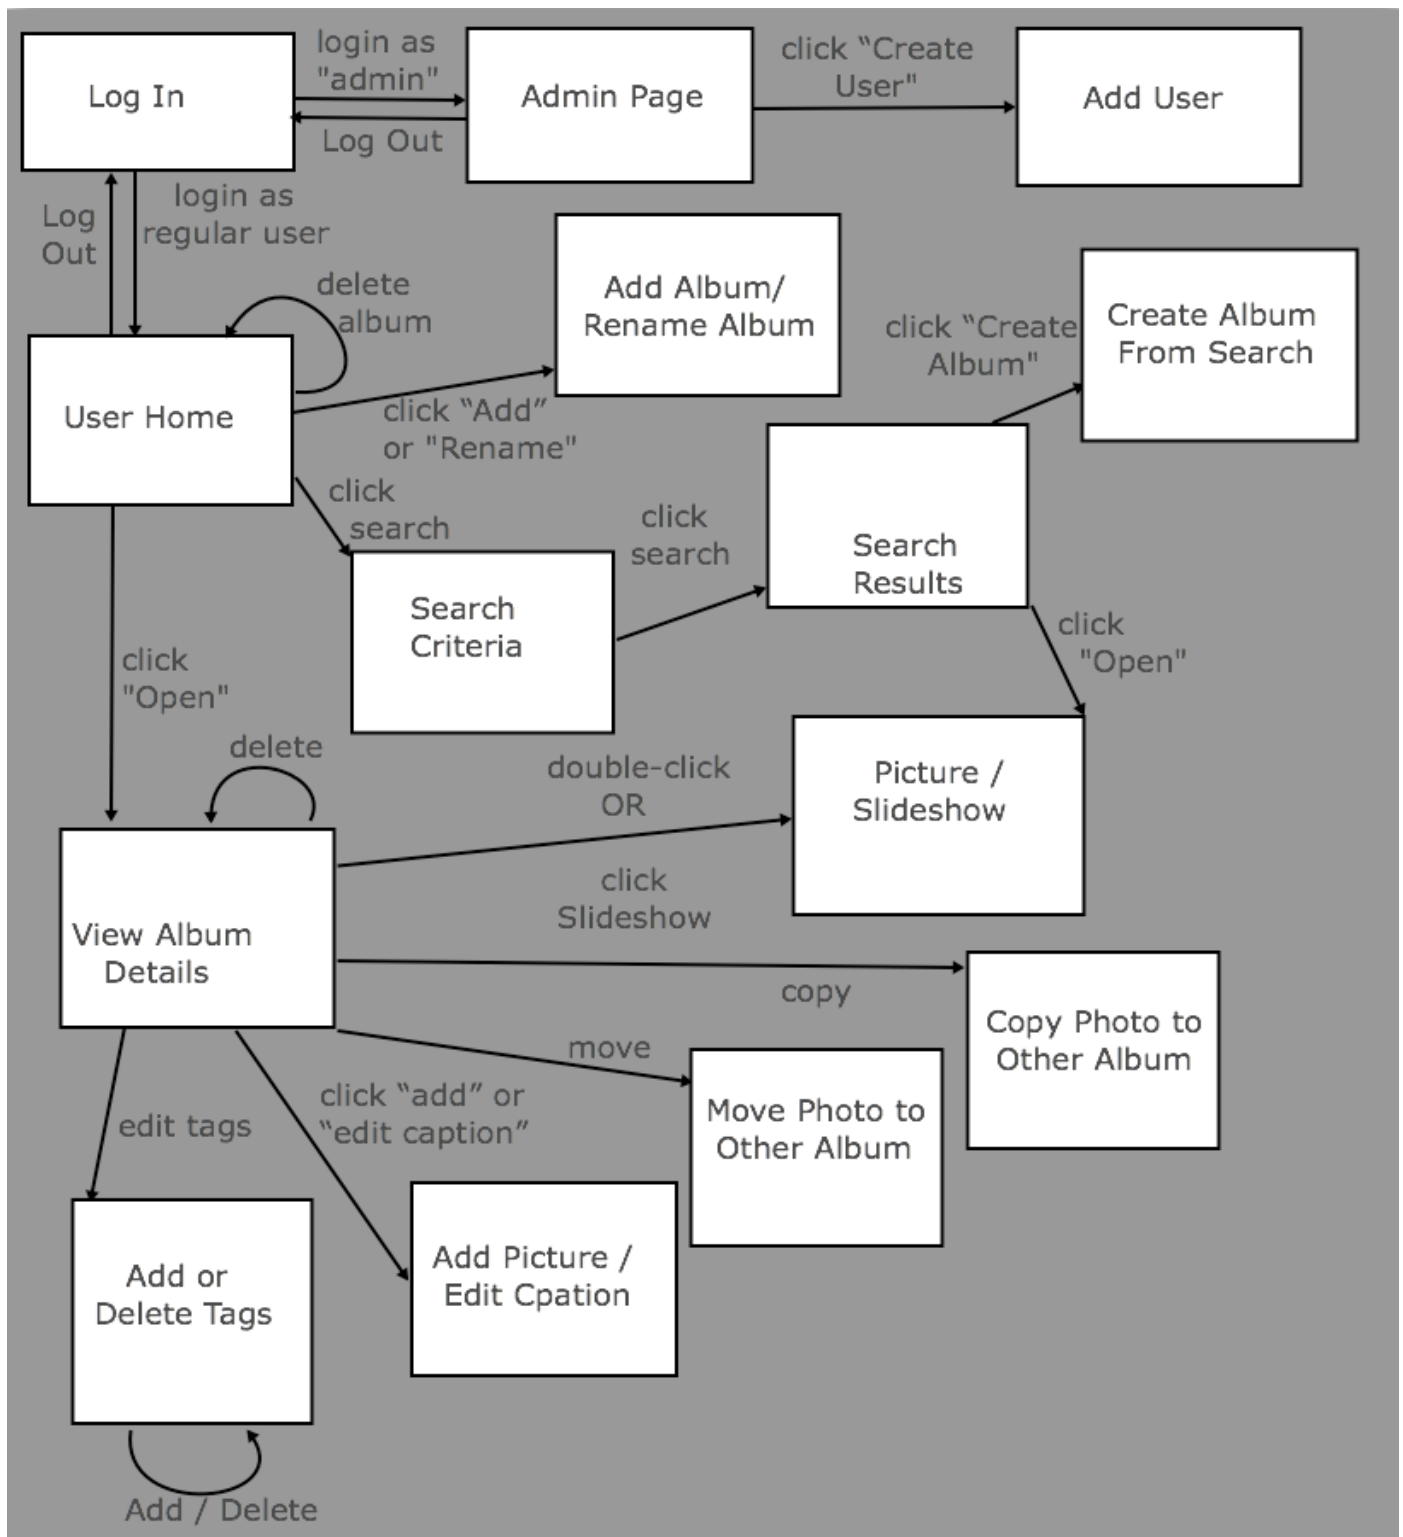 Log In
login as
"admin"
Log Out
Admin Page
click “Create
User"
Add User
Log
Out
login as
regular user
delete
album
User Home
click “Add”
or "Rename"
Add Album/
Rename Album
click “Create
Album"
Create Album
From Search
click
search
Search
Criteria
click
search
Search
Results
click
"Open"
click
"Open"
delete
double-click
OR
click
Slideshow
Picture /
Slideshow
View Album
Details
copy
Copy Photo to
Other Album
move
Move Photo to
Other Album
edit tags
click “add” or
“edit caption”
Add or
Delete Tags
Add Picture /
Edit Cpation
Add / Delete